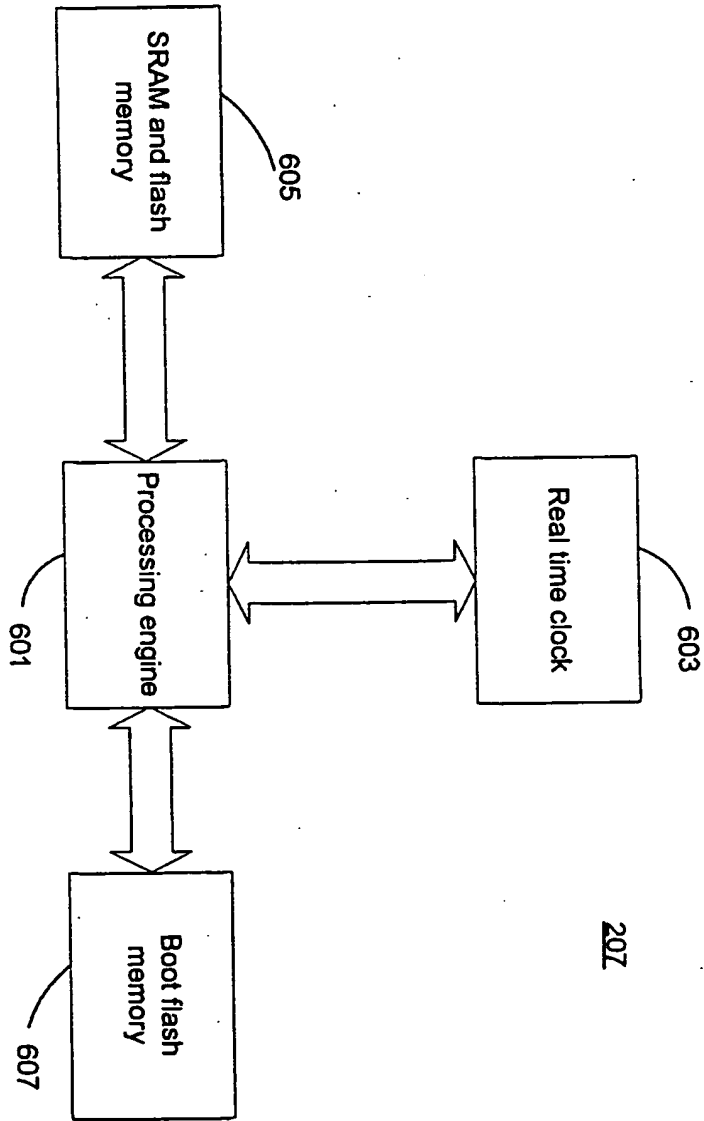 603
207
Real time clock
605
SRAM and flash
memory
Processing engine
Boot flash
memory
601
607